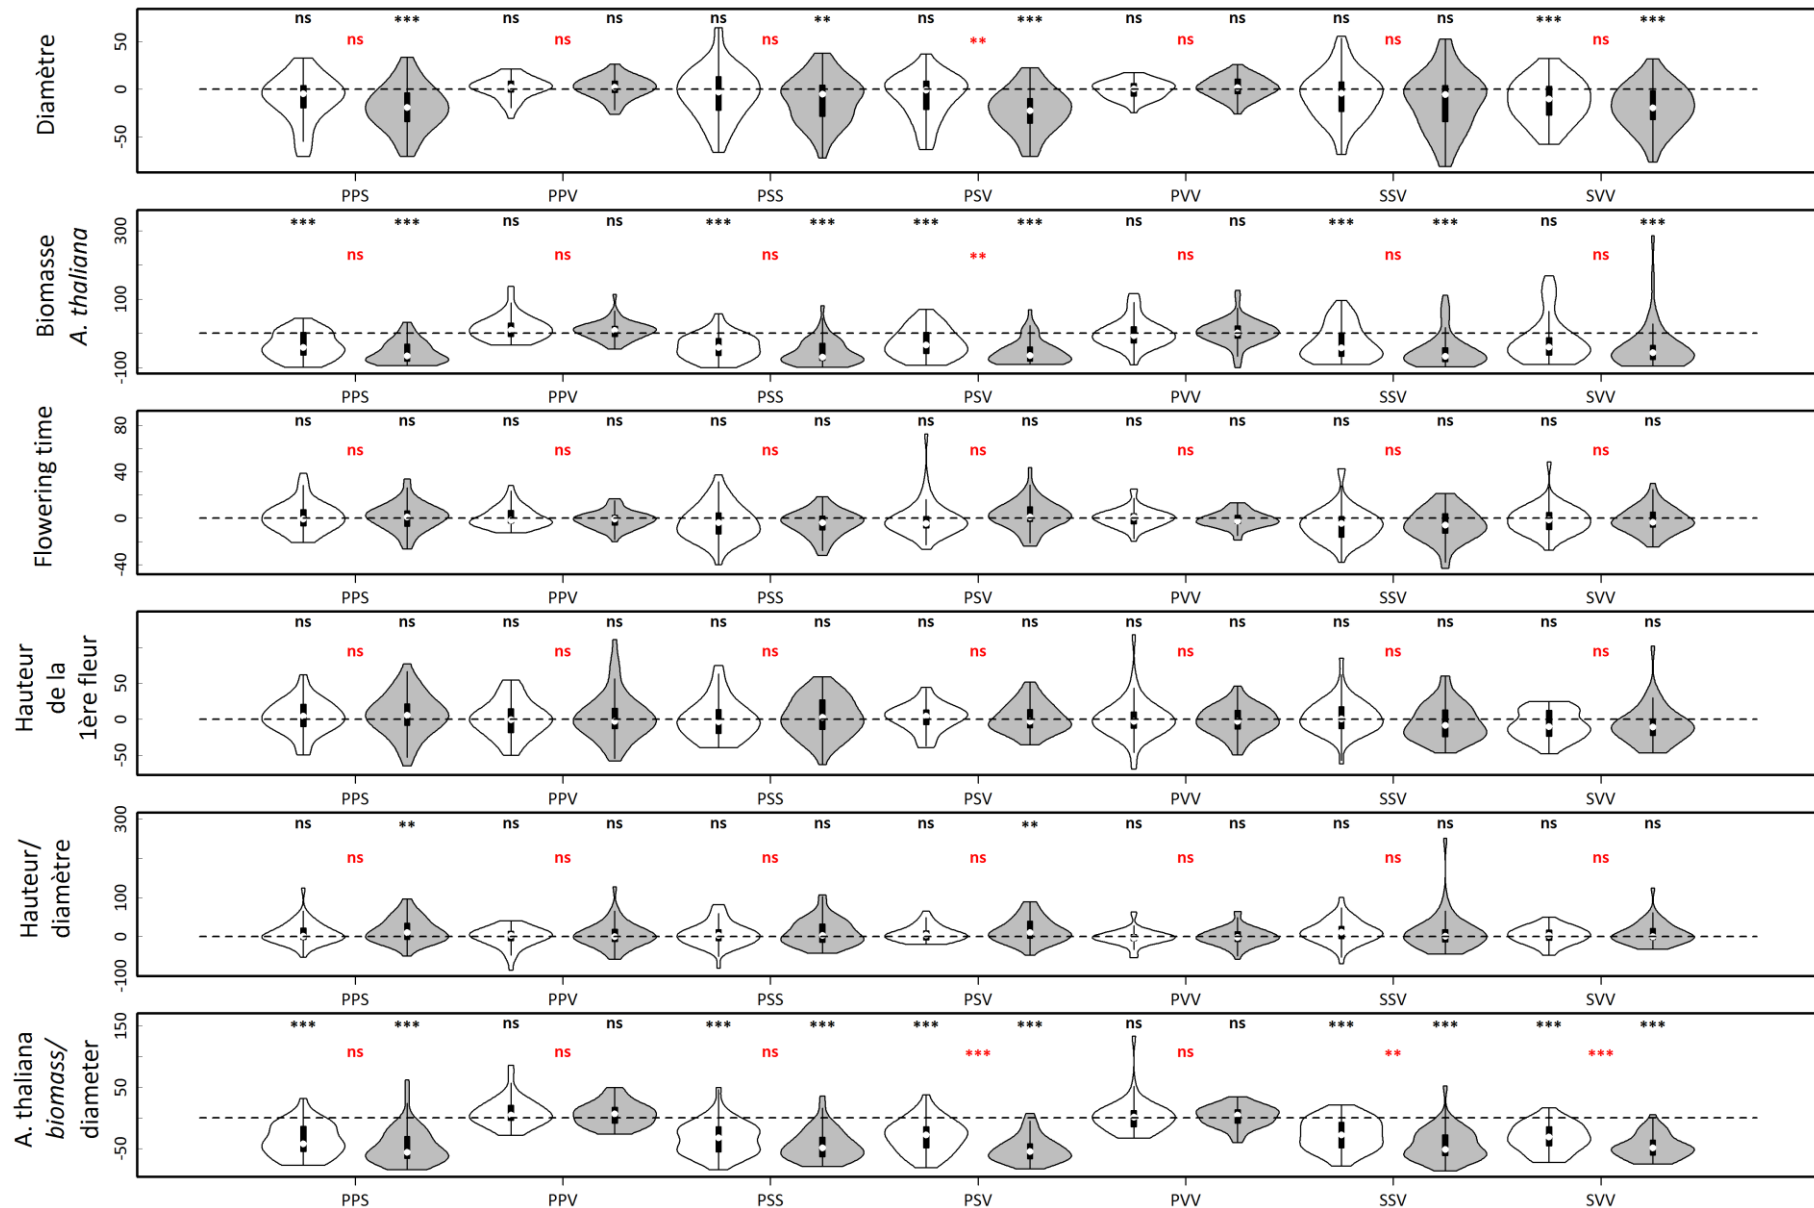 Diamètre
ns *** ns ns ns ** ns *** ns ns ns ns *** ***
ns ns ns ** ns ns ns
50
0
-50
PPS PPV PSS PSV PVV SSV SVV
Biomasse
A. thaliana
*** *** ns ns *** *** *** *** ns ns *** *** ns ***
ns ns ns ** ns ns ns
300
100
-100
PPS PPV PSS PSV PVV SSV SVV
Flowering time
ns ns ns ns ns ns ns ns ns ns ns ns ns ns
ns ns ns ns ns ns ns
80
40
0
-40
PPS PPV PSS PSV PVV SSV SVV
Hauteur
de la
1ère fleur
ns ns ns ns ns ns ns ns ns ns ns ns ns ns
ns ns ns ns ns ns ns
50
0
-50
PPS PPV PSS PSV PVV SSV SVV
Hauteur/
diamètre
ns ** ns ns ns ns ns ** ns ns ns ns ns ns
ns ns ns ns ns ns ns
300
100
0
-100
PPS PPV PSS PSV PVV SSV SVV
A. thaliana
biomass/
diameter
*** *** ns ns *** *** *** *** ns ns *** *** *** ***
ns ns ns *** ns ** ***
150
50
0
-50
PPS PPV PSS PSV PVV SSV SVV